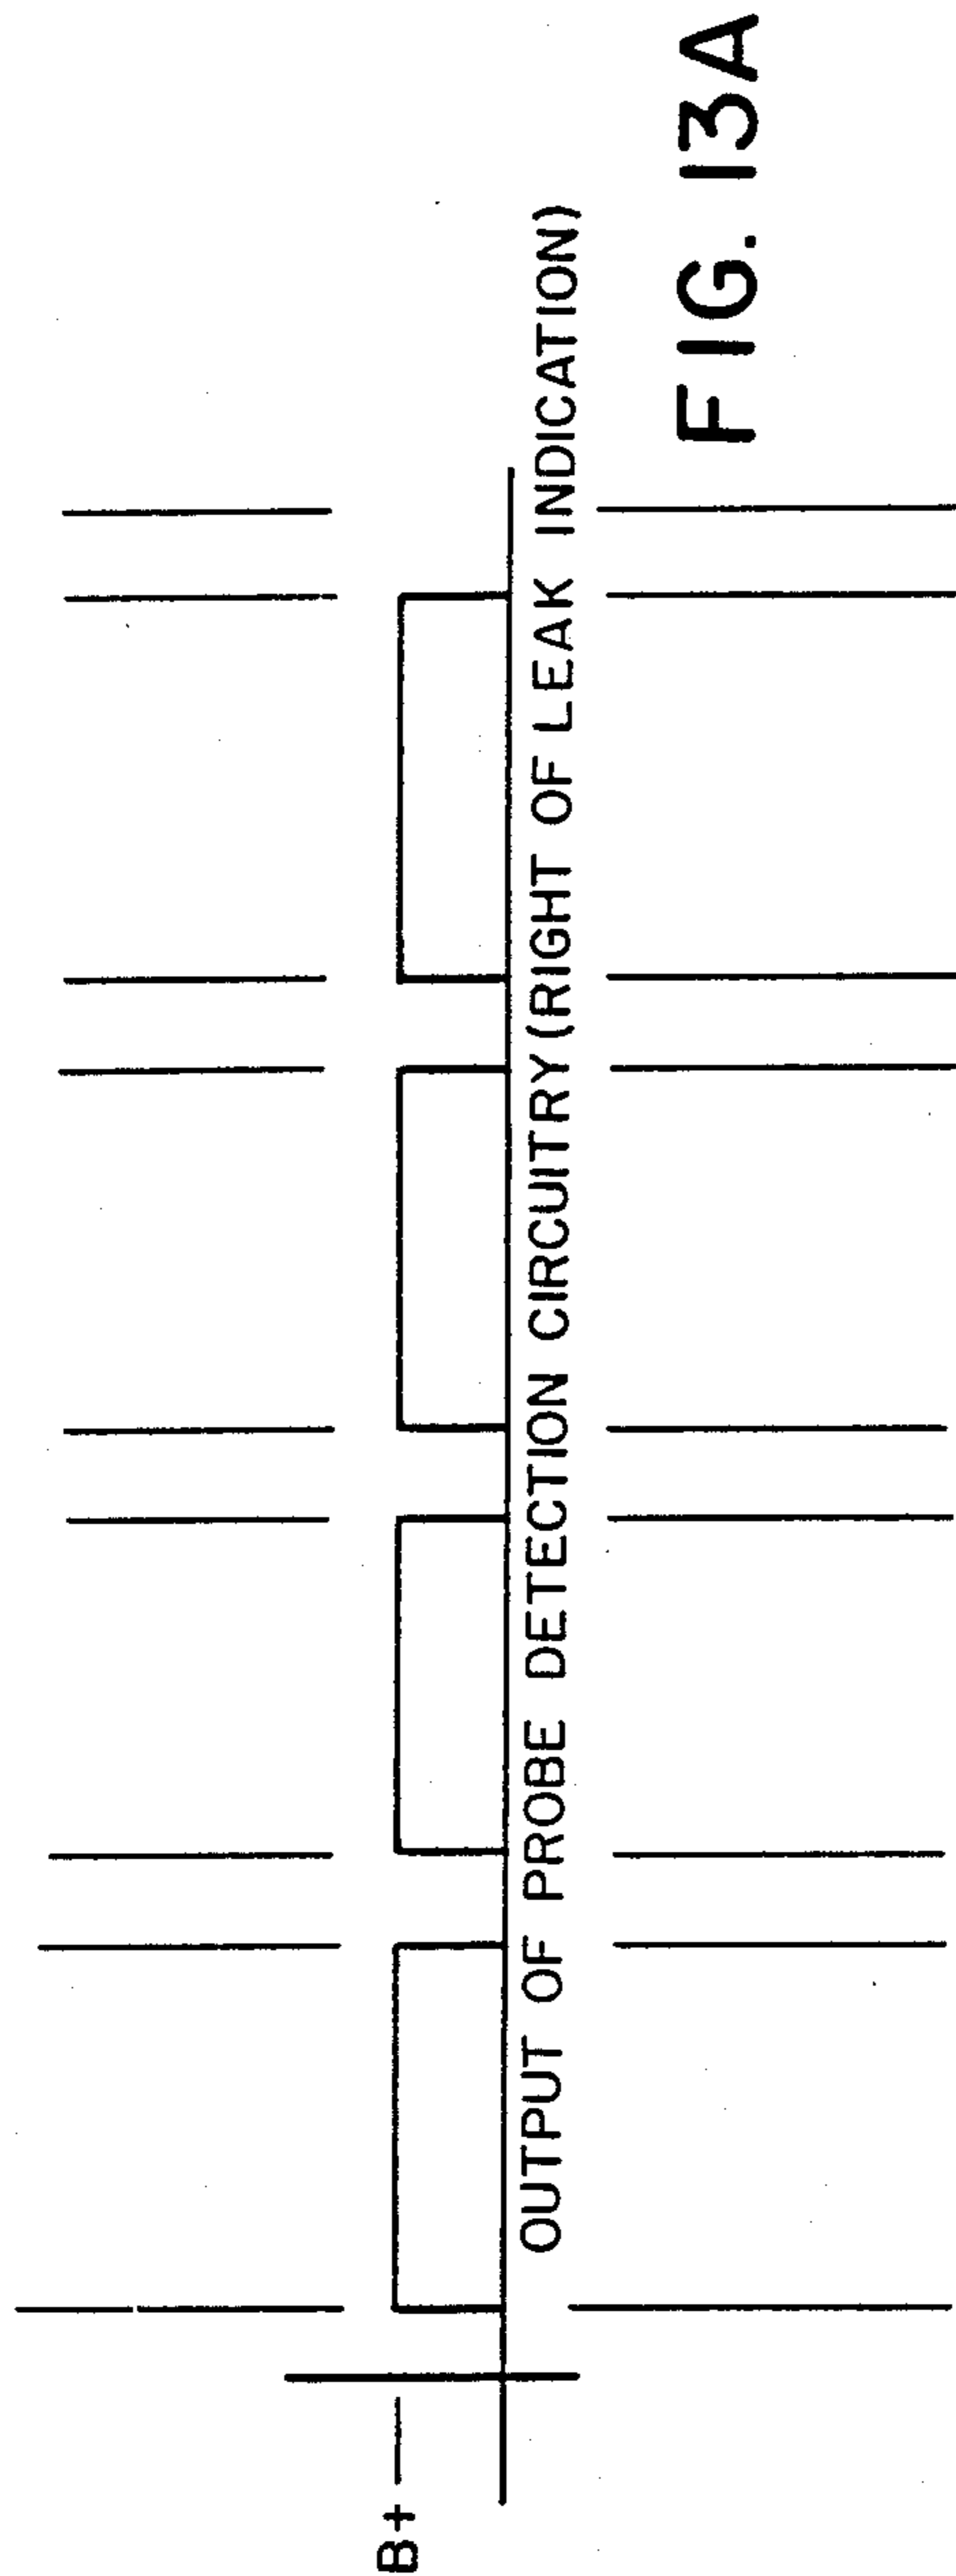 B+
OUTPUT OF PROBE DETECTION CIRCUITRY (RIGHT OF LEAK INDICATION)
FIG. 13A